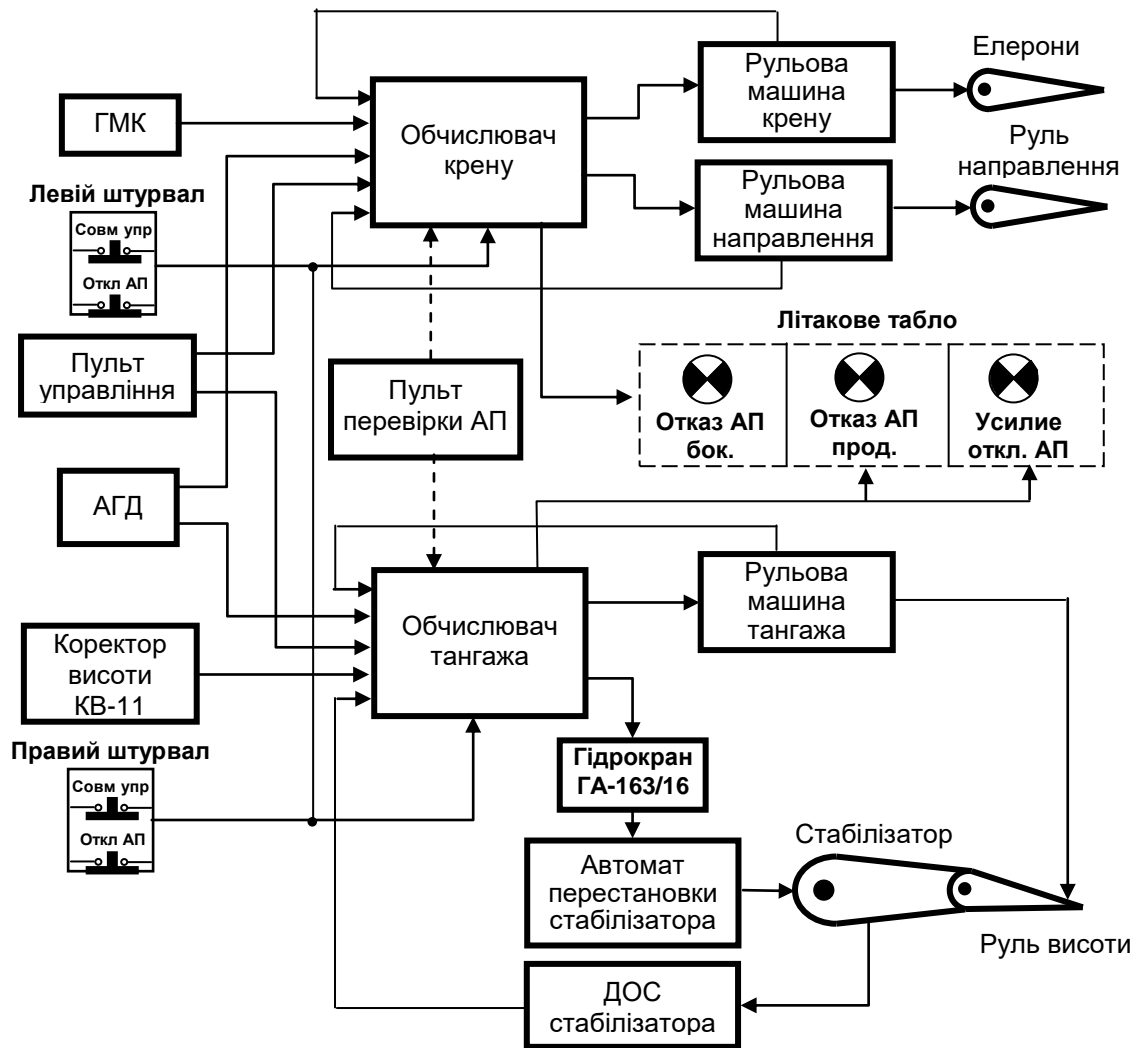 Елерони
Рульова
машина
крену
ГМК
Обчислювач
крену
Руль
направления
Левій штурвал
Рульова
машина
направлення
Совм упр
Откл АП
Літакове табло
Пульт
управління
Пульт
перевірки АП
Отказ АП
бок.
Отказ АП
прод.
Усилие
откл. АП
АГД
Обчислювач
тангажа
Рульова
машина
тангажа
Коректор
висоти
КВ-11
Правий штурвал
Гідрокран
ГА-163/16
Совм упр
Откл АП
Стабілізатор
Автомат
перестановки
стабілізатора
Руль висоти
ДОС
стабілізатора